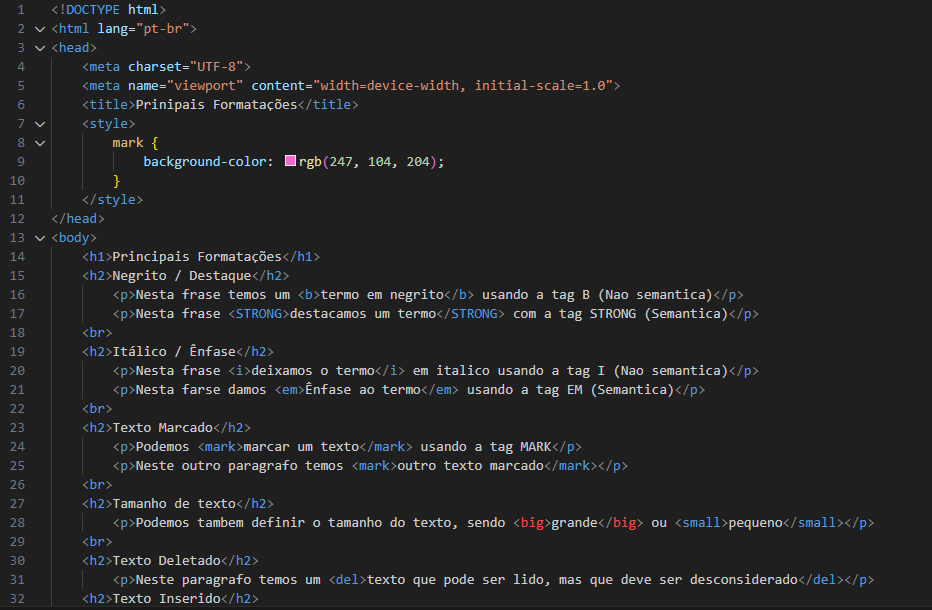 1 <!DOCTYPE html>
2 <html lang="pt-br">
3 <head>
4 <meta charset="UTF-8">
5 <meta name="viewport" content="width=device-width, initial-scale=1.0">
6 <title>Prinipais Formatações</title>
7 <style>
8 mark {
9 background-color: rgb(247, 104, 204);
10 }
11 </style>
12 </head>
13 <body>
14 <h1>Principais Formatações</h1>
15 <h2>Negrito / Destaque</h2>
16 <p>Nesta frase temos um <b>termo em negrito</b> usando a tag B (Nao semantica)</p>
17 <p>Nesta frase <STRONG>destacamos um termo</STRONG> com a tag STRONG (Semantica)</p>
18 <br>
19 <h2>Itálico / Ênfase</h2>
20 <p>Nesta frase <i>deixamos o termo</i> em italico usando a tag I (Nao semantica)</p>
21 <p>Nesta farse damos <em>Ênfase ao termo</em> usando a tag EM (Semantica)</p>
22 <br>
23 <h2>Texto Marcado</h2>
24 <p>Podemos <mark>marcar um texto</mark> usando a tag MARK</p>
25 <p>Neste outro paragrafo temos <mark>outro texto marcado</mark></p>
26 <br>
27 <h2>Tamanho de texto</h2>
28 <p>Podemos tambem definir o tamanho do texto, sendo <big>grande</big> ou <small>pequeno</small></p>
29 <br>
30 <h2>Texto Deletado</h2>
31 <p>Neste paragrafo temos um <del>texto que pode ser lido, mas que deve ser desconsiderado</del></p>
32 <h2>Texto Inserido</h2>